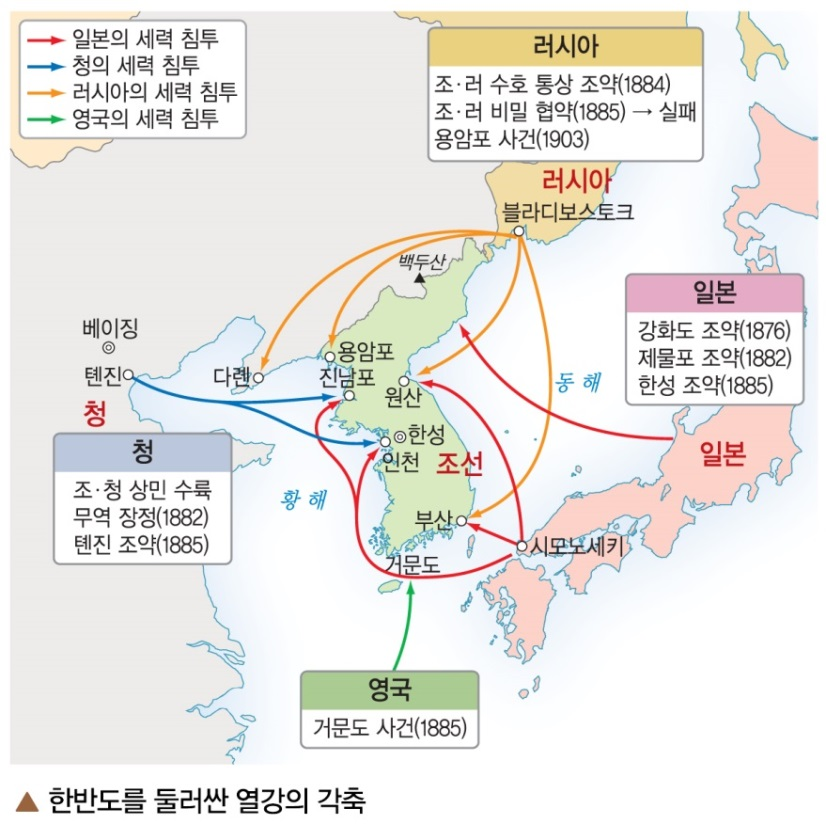 일본의 세력 침투
청의 세력 침투
러시아의 세력 침투
영국의 세력 침투
러시아
조·러 수호 통상 조약(1884)
조·러 비밀 협약(1885) → 실패
용암포 사건(1903)
러시아
블라디보스토크
백두산
일본
강화도 조약(1876)
제물포 조약(1882)
한성 조약(1885)
베이징
톈진
다롄
용암포
진남포
원산
동해
청
청
조·청 상민 수륙
무역 장정(1882)
톈진 조약(1885)
한성
인천
조선
일본
황해
부산
시모노세키
거문도
영국
거문도 사건(1885)
▲ 한반도를 둘러싼 열강의 각축